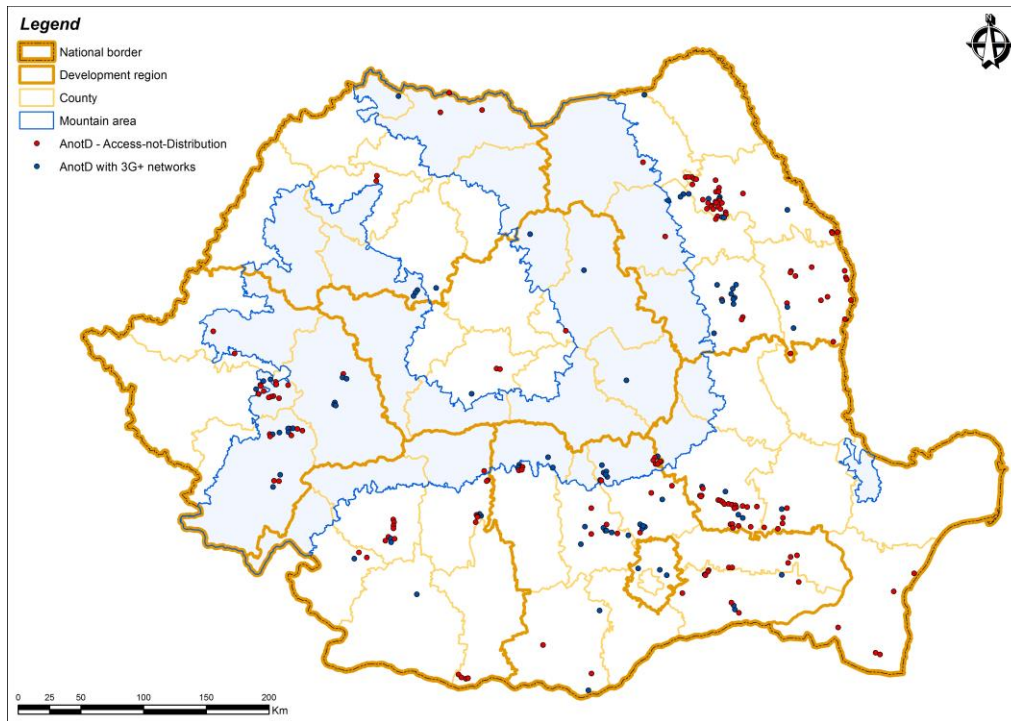 Legend
National border
Development region
County
Mountain area
AnotD - Access-not-Distribution
AnotD with 3G+ networks
0 25 50 100 150 200
Km